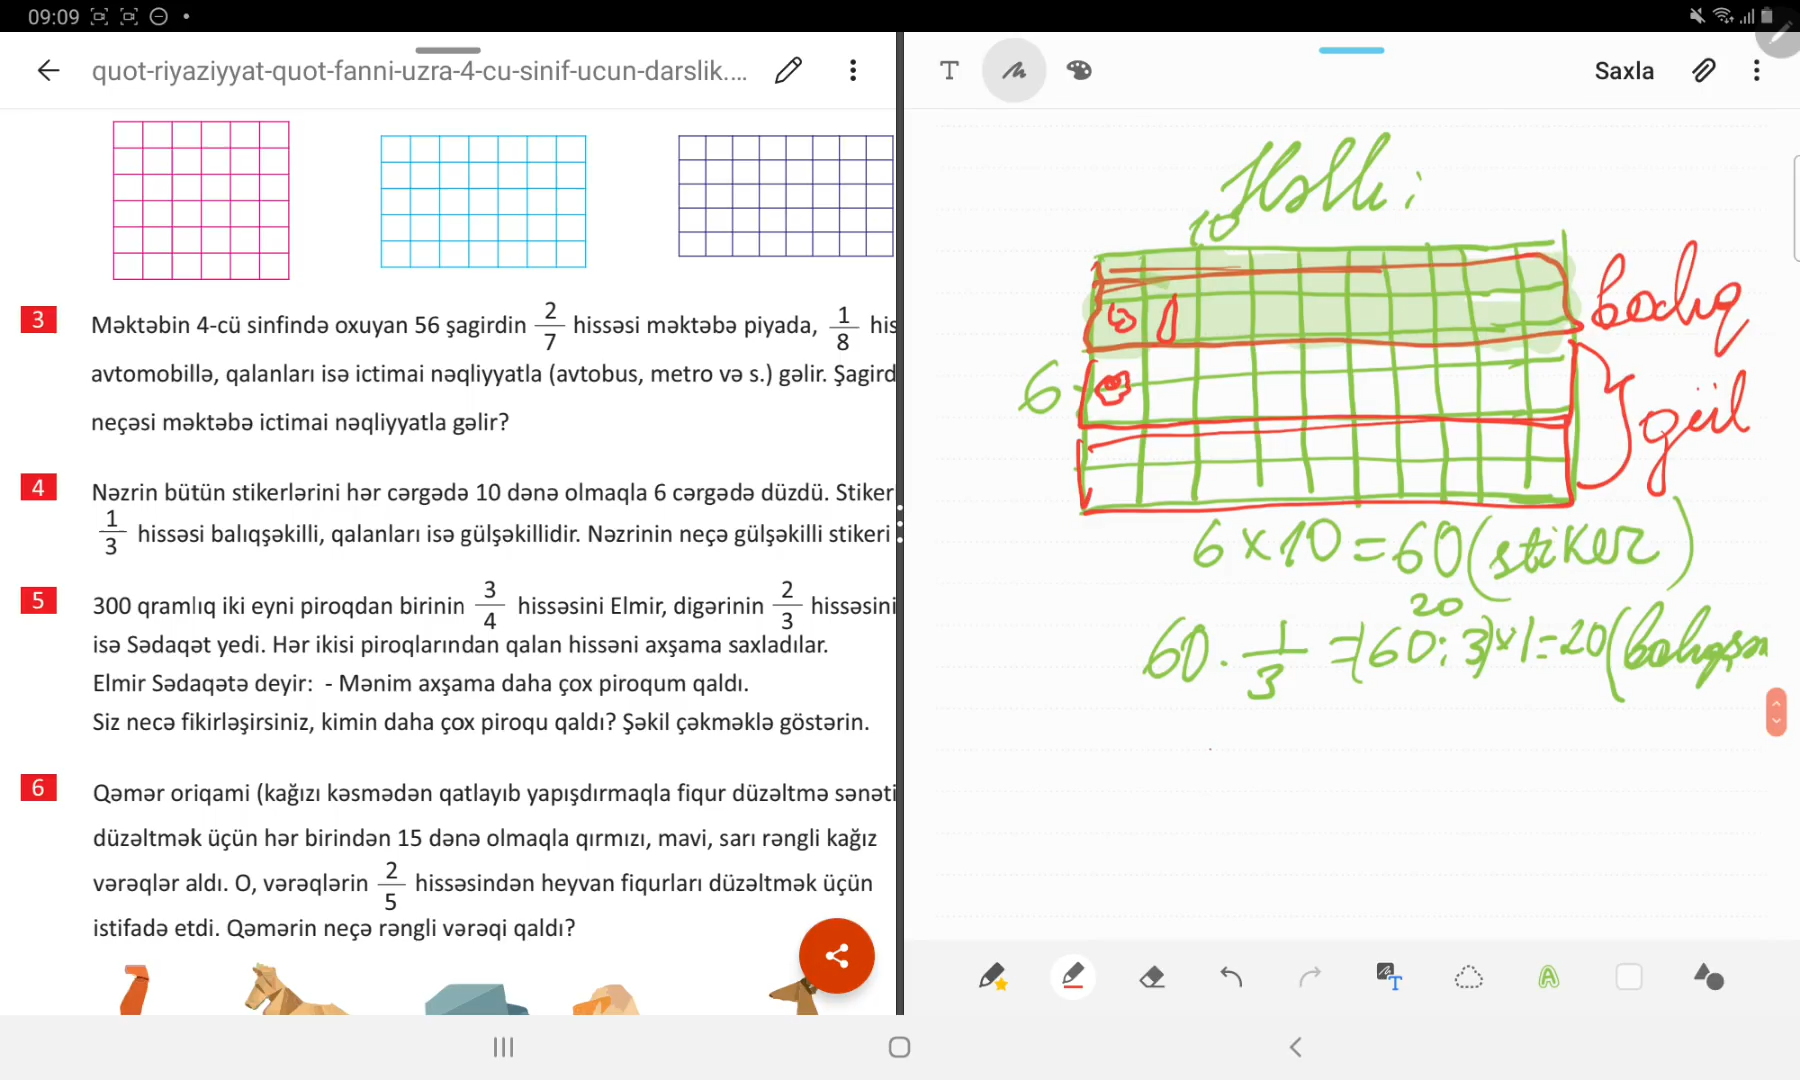 09:09
quot-riyaziyyat-quot-fanni-uzra-4-cu-sinif-ucun-darslik....
3 Məktəbin 4-cü sinfində oxuyan 56 şagirdin 2/7 hissəsi məktəbə piyada, 1/8 his
avtomobillə, qalanları isə ictimai nəqliyyatla (avtobus, metro və s.) gəlir. Şagird
neçəsi məktəbə ictimai nəqliyyatla gəlir?
4 Nəzrin bütün stikerlərini hər cərgədə 10 dənə olmaqla 6 cərgədə düzdü. Stiker
1/3 hissəsi balıqşəkilli, qalanları isə gülşəkillidir. Nəzrinin neçə gülşəkilli stikeri
5 300 qramlıq iki eyni piroqdan birinin 3/4 hissəsini Elmir, digərinin 2/3 hissəsini
isə Sədaqət yedi. Hər ikisi piroqlarından qalan hissəni axşama saxladılar.
Elmir Sədaqətə deyir: - Mənim axşama daha çox piroqum qaldı.
Siz necə fikirləşirsiniz, kimin daha çox piroqu qaldı? Şəkil çəkməklə göstərin.
6 Qəmər oriqami (kağızı kəsmədən qatlayıb yapışdırmaqla fiqur düzəltmə sənəti
düzəltmək üçün hər birindən 15 dənə olmaqla qırmızı, mavi, sarı rəngli kağız
vərəqlər aldı. O, vərəqlərin 2/5 hissəsindən heyvan fiqurları düzəltmək üçün
istifadə etdi. Qəmərin neçə rəngli vərəqi qaldı?
T
Saxla
Həlli:
10
balıq
6
gül
6 × 10 = 60 (stiker)
20
60 · 1/3 = (60 : 3) × 1 = 20 (balıqşə
T
A